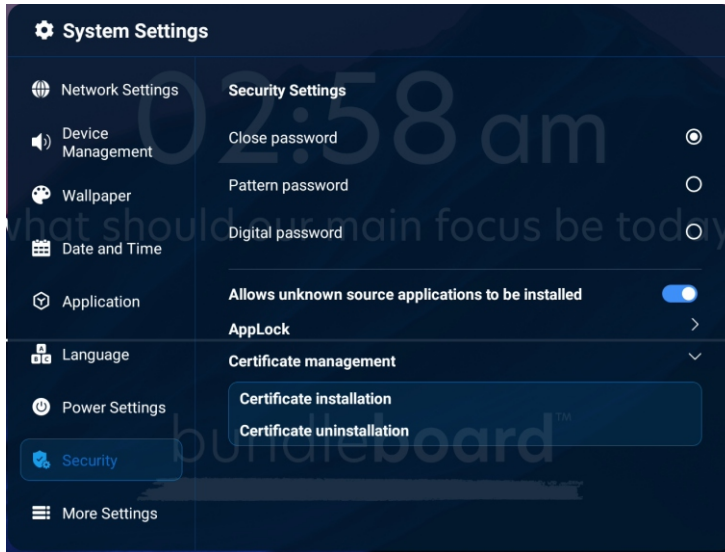 System Settings
02:58 am
what should our main focus be today
Network Settings
Device
Management
Wallpaper
Date and Time
Application
Language
Power Settings
Security
More Settings
Security Settings
Close password
Pattern password
Digital password
Allows unknown source applications to be installed
AppLock
Certificate management
Certificate installation
Certificate uninstallation
bundleboard™